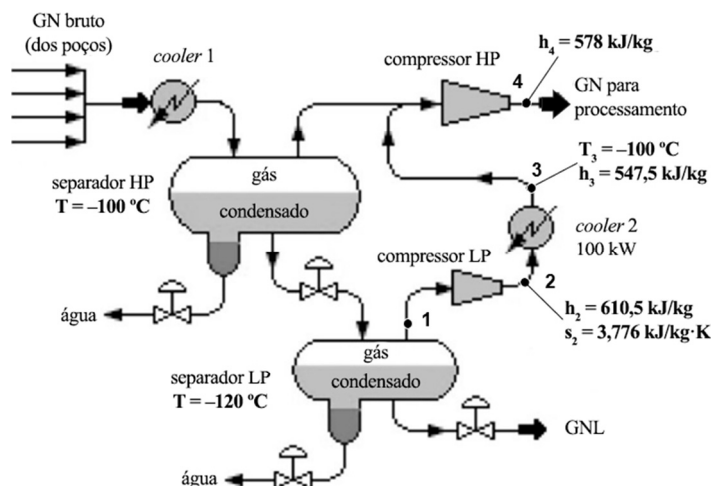 GN bruto
(dos poços)
cooler 1
compressor HP
h4 = 578 kJ/kg
4
GN para
processamento
separador HP
T = –100 ºC
gás
condensado
água
T3 = –100 ºC
h3 = 547,5 kJ/kg
3
cooler 2
100 kW
compressor LP
2
1
h2 = 610,5 kJ/kg
s2 = 3,776 kJ/kg·K
separador LP
T = –120 ºC
gás
condensado
GNL
água